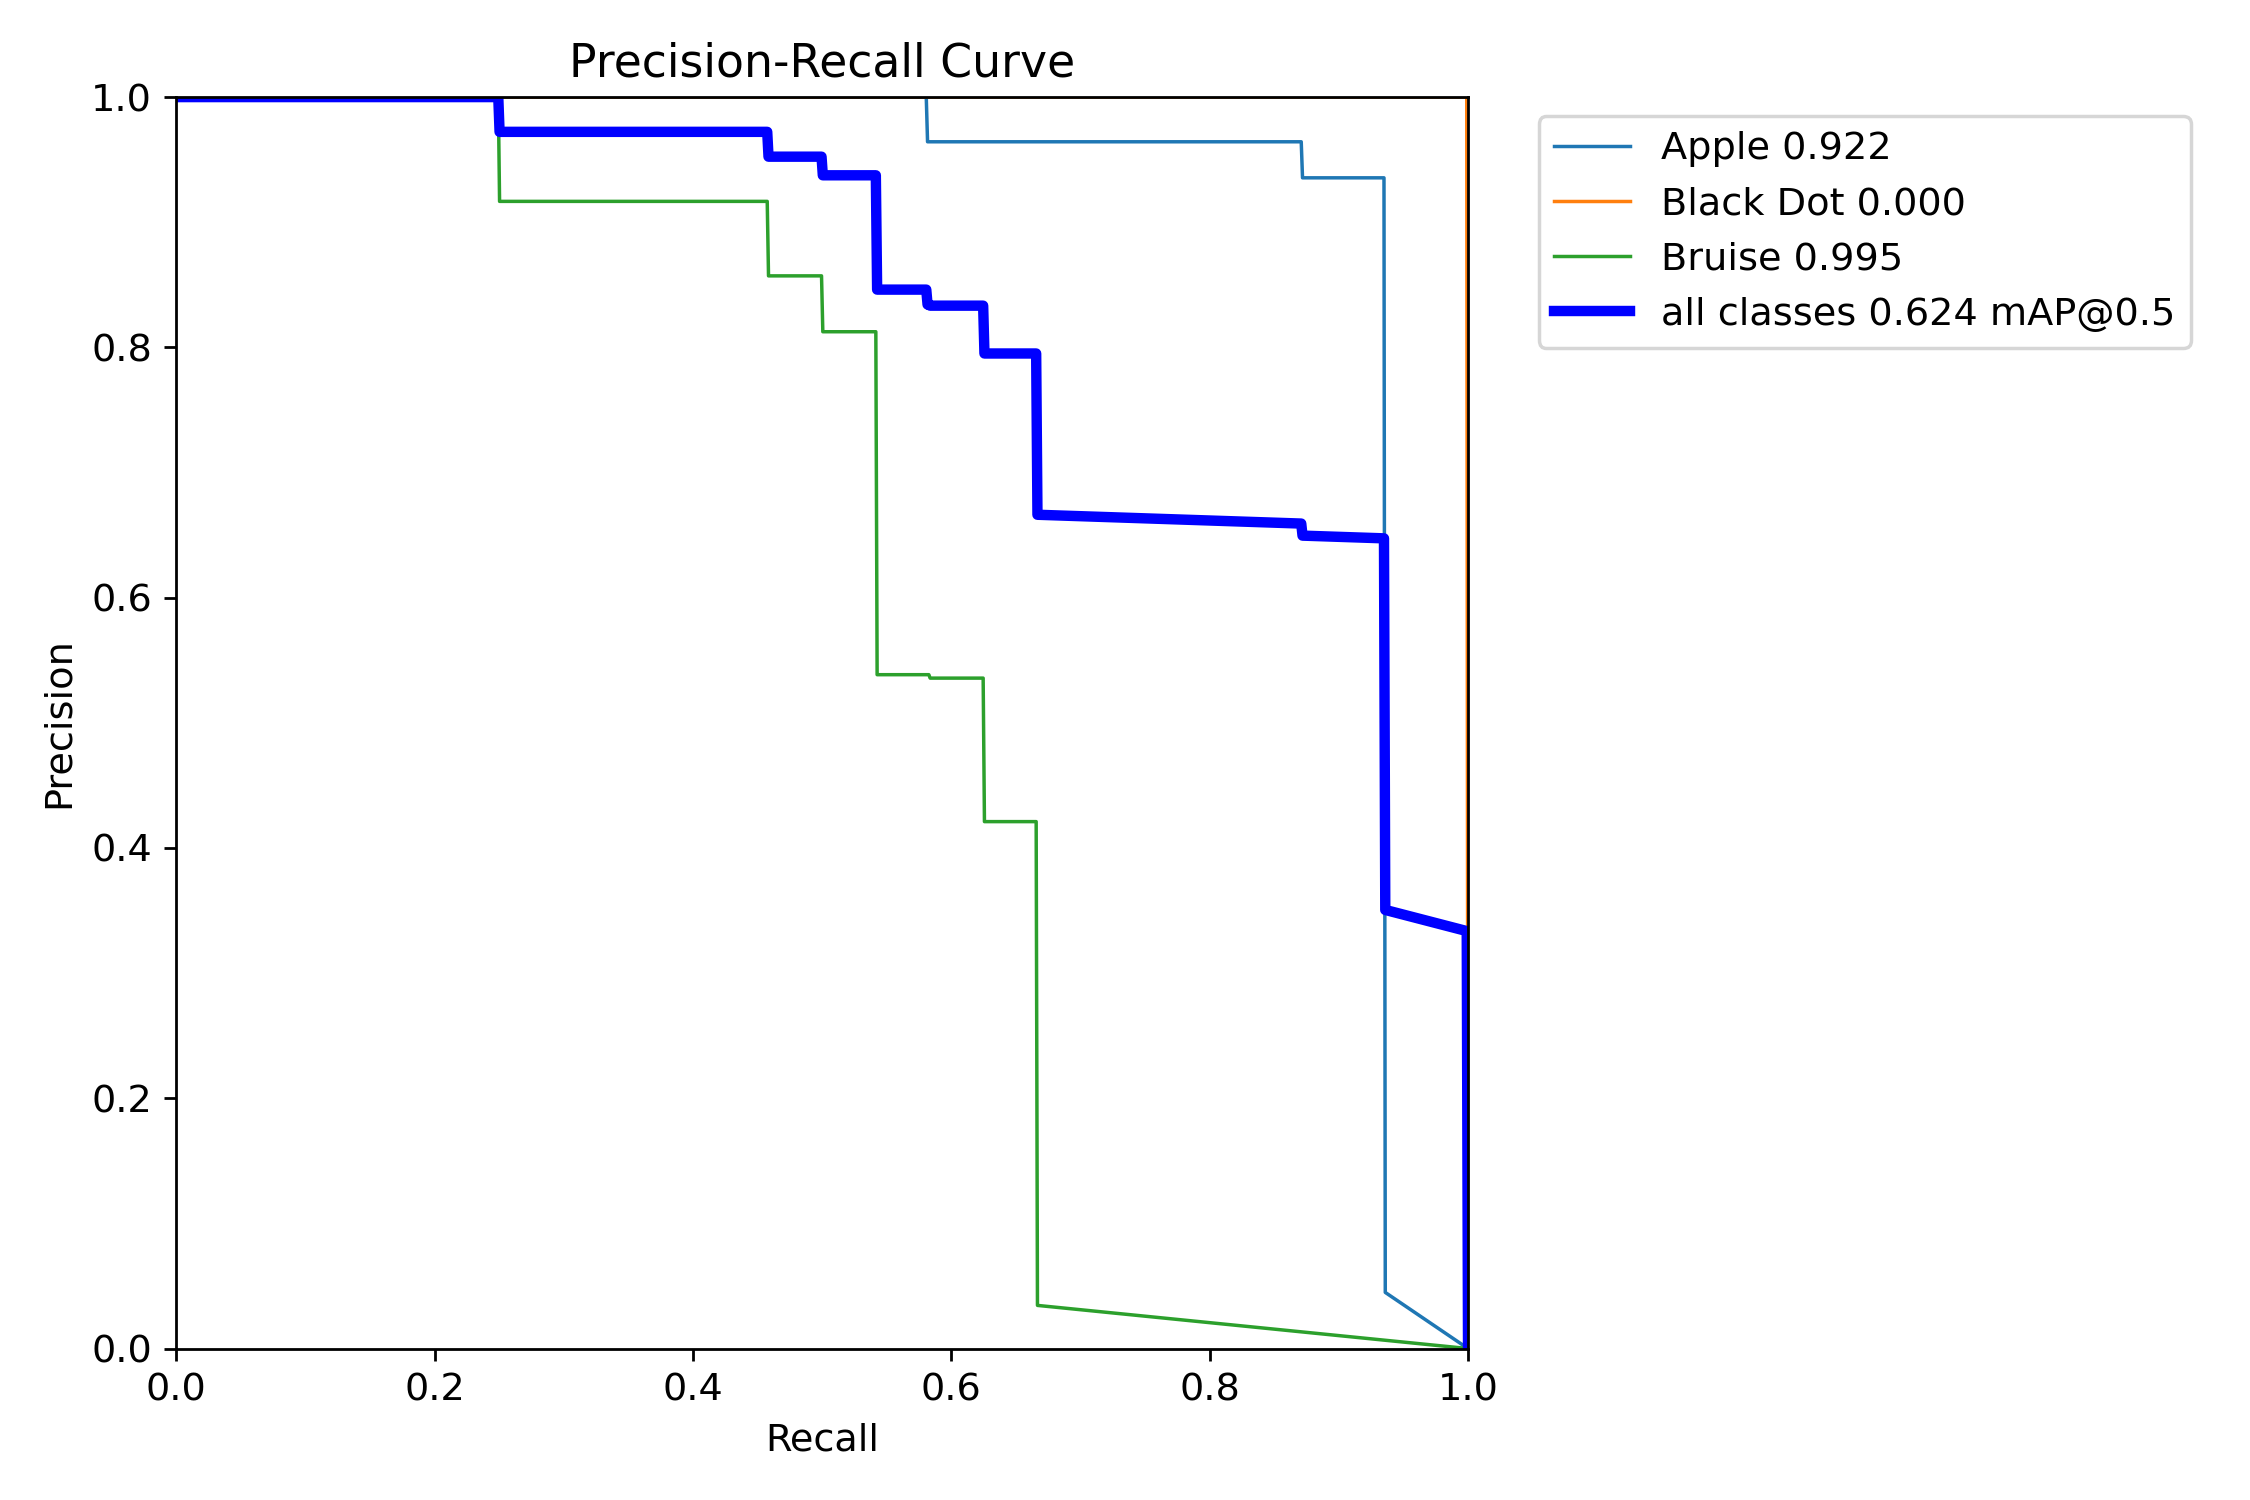 Precision-Recall Curve
1.0
0.8
0.6
0.4
0.2
0.0
Precision
0.0 0.2 0.4 0.6 0.8 1.0
Recall
Apple 0.922
Black Dot 0.000
Bruise 0.995
all classes 0.624 mAP@0.5